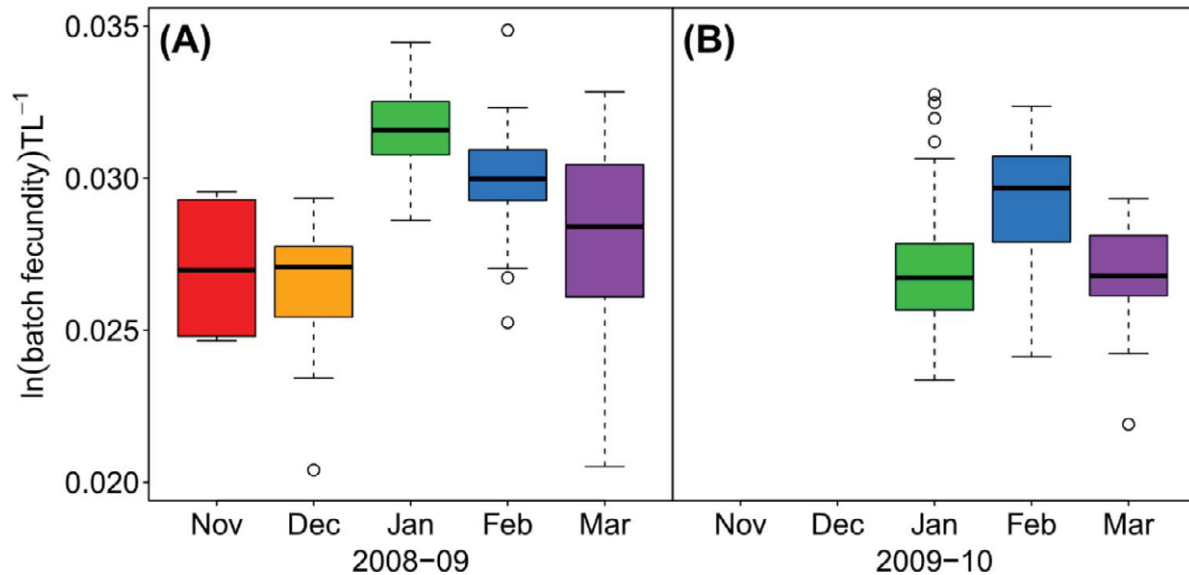 ln(batch fecundity)TL⁻¹
0.035
0.030
0.025
0.020
(A)
(B)
Nov Dec Jan Feb Mar
2008−09
Nov Dec Jan Feb Mar
2009−10